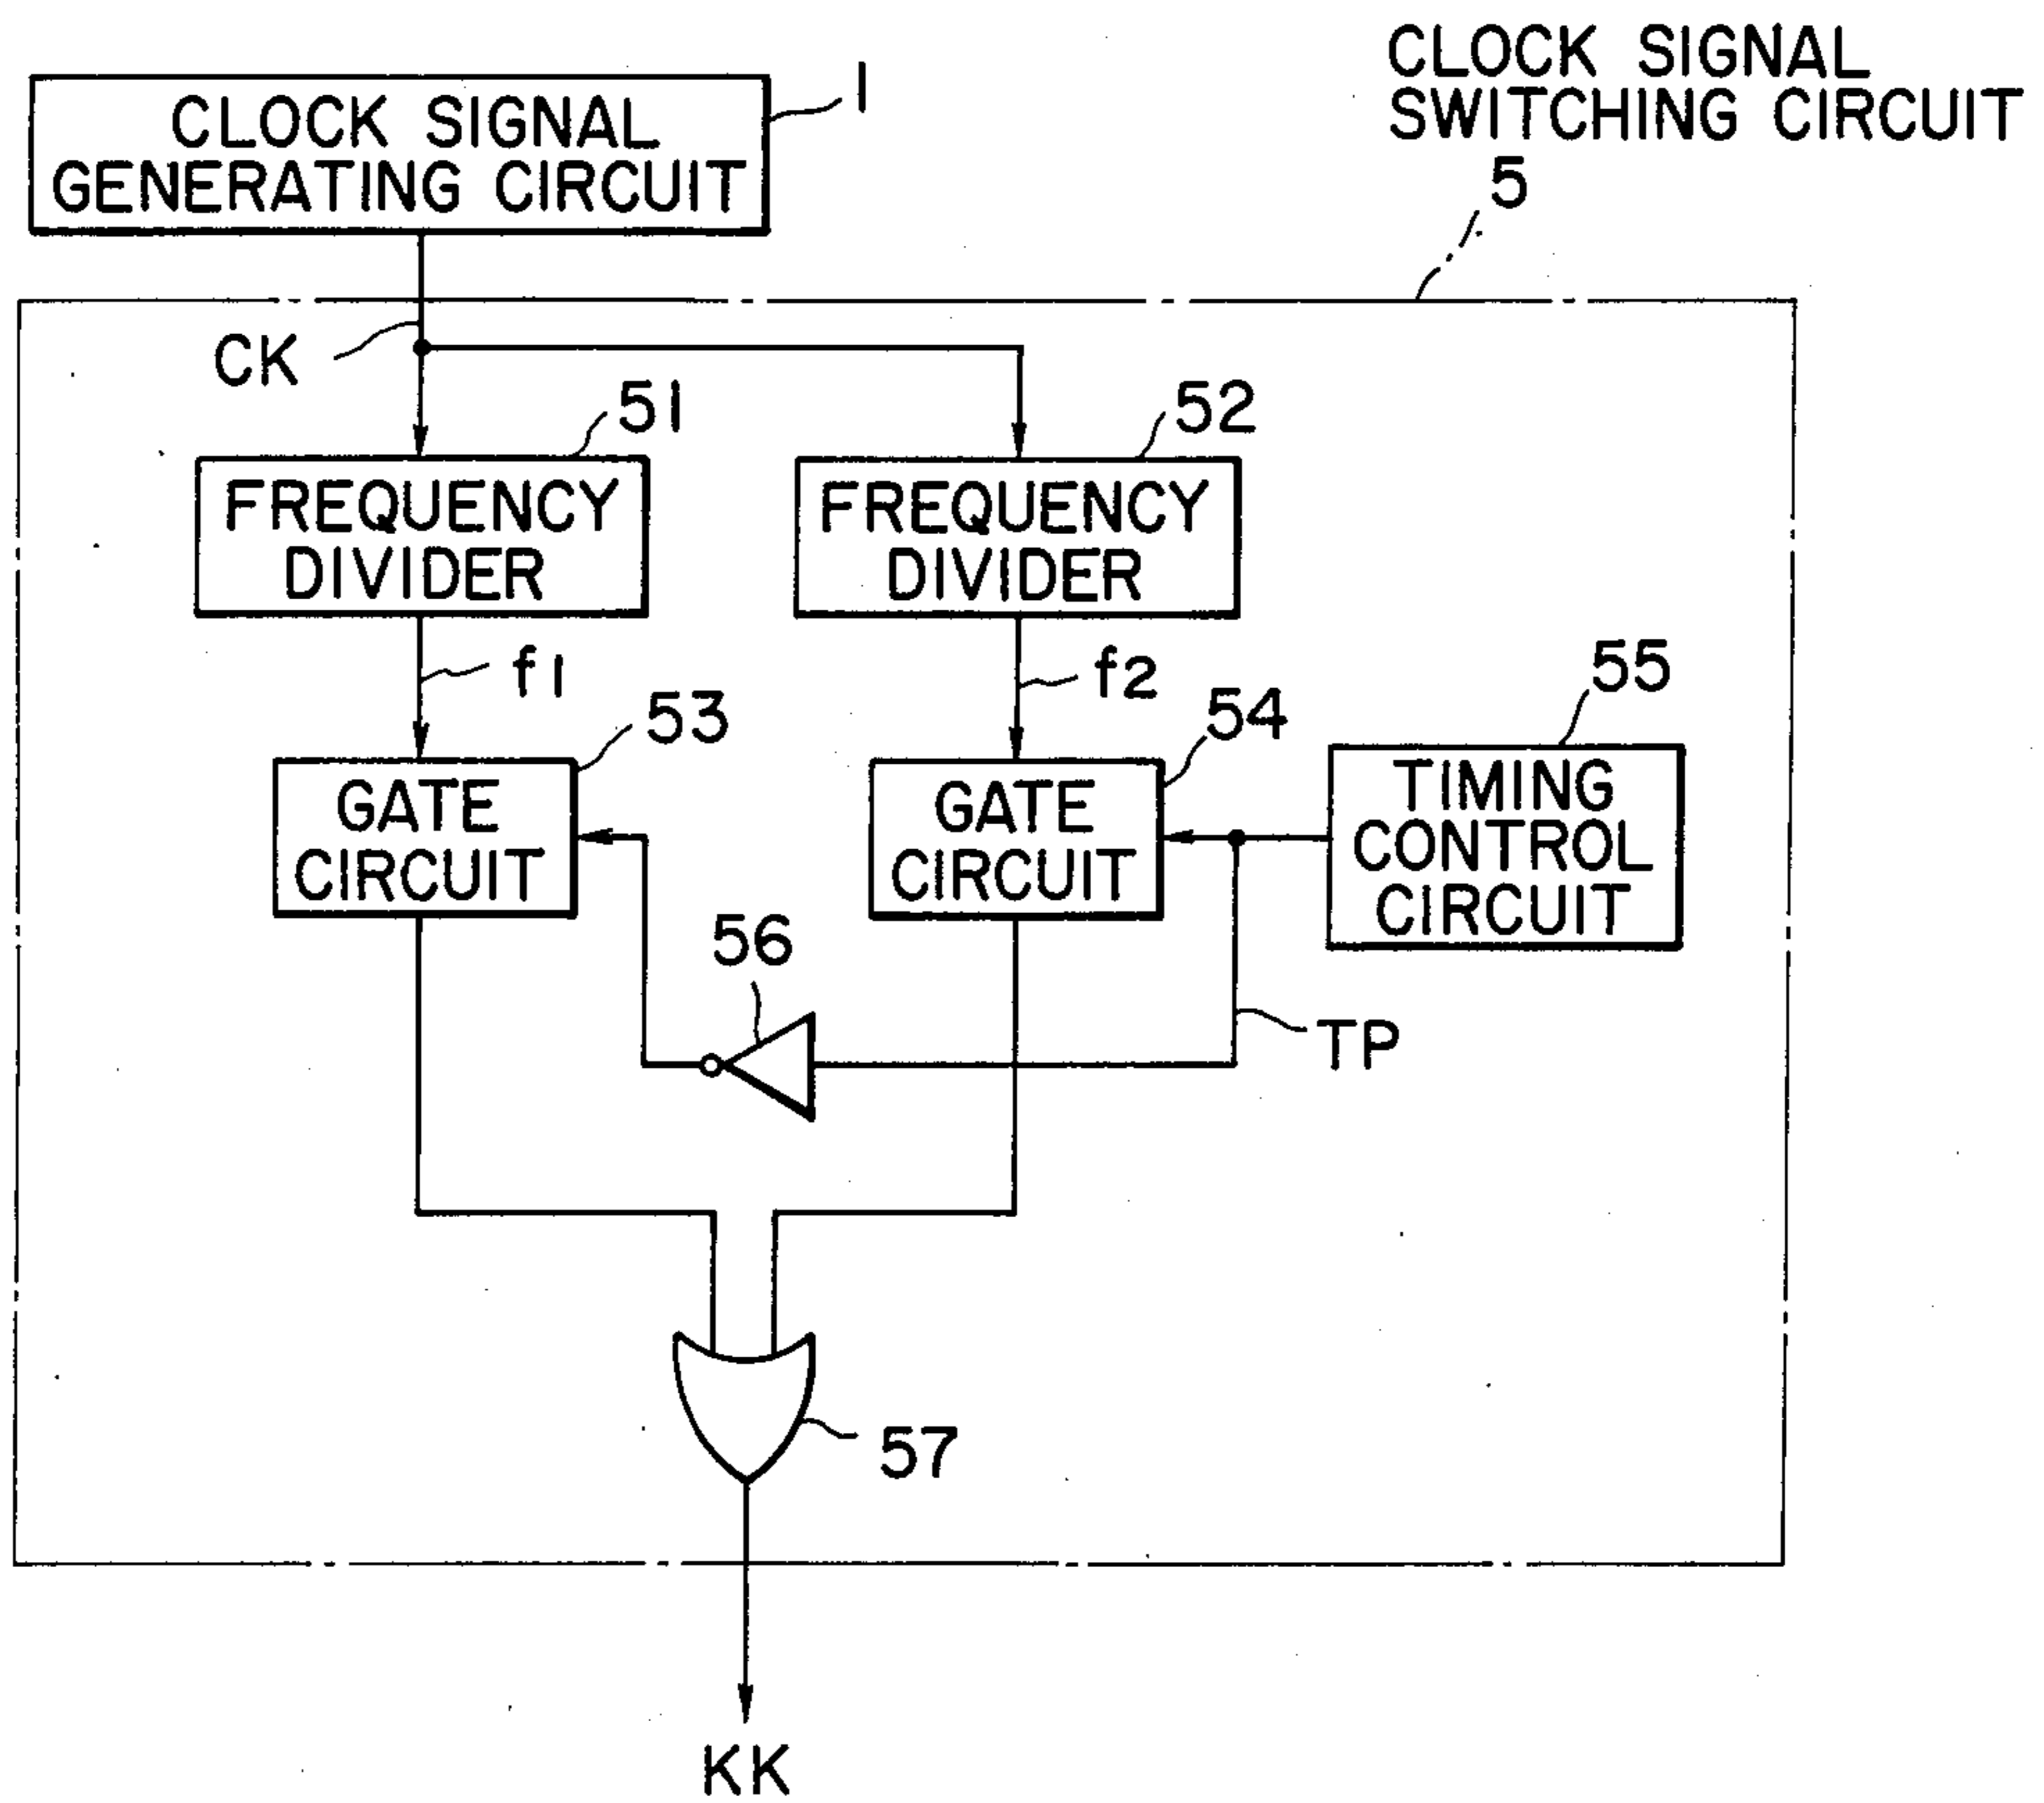 CLOCK SIGNAL
SWITCHING CIRCUIT
5
CLOCK SIGNAL
GENERATING CIRCUIT
1
CK
51
52
FREQUENCY
DIVIDER
FREQUENCY
DIVIDER
f1
f2
53
54
55
GATE
CIRCUIT
GATE
CIRCUIT
TIMING
CONTROL
CIRCUIT
56
TP
57
KK